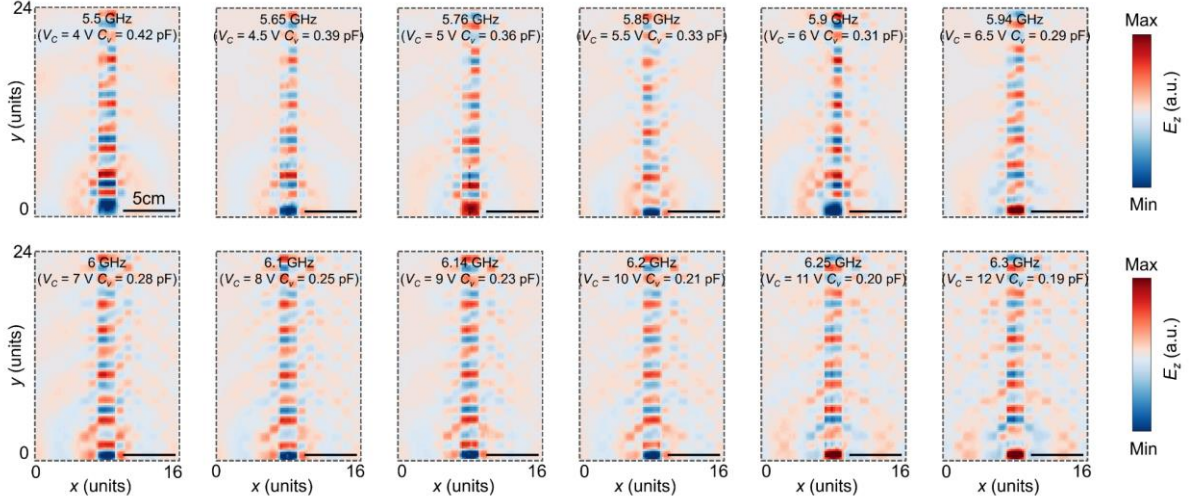 24
5.5 GHz
(V_C = 4 V C_v = 0.42 pF)
5.65 GHz
(V_C = 4.5 V C_v = 0.39 pF)
5.76 GHz
(V_C = 5 V C_v = 0.36 pF)
5.85 GHz
(V_C = 5.5 V C_v = 0.33 pF)
5.9 GHz
(V_C = 6 V C_v = 0.31 pF)
5.94 GHz
(V_C = 6.5 V C_v = 0.29 pF)
Max
y (units)
E_z (a.u.)
5cm
0
Min
24
6 GHz
(V_C = 7 V C_v = 0.28 pF)
6.1 GHz
(V_C = 8 V C_v = 0.25 pF)
6.14 GHz
(V_C = 9 V C_v = 0.23 pF)
6.2 GHz
(V_C = 10 V C_v = 0.21 pF)
6.25 GHz
(V_C = 11 V C_v = 0.20 pF)
6.3 GHz
(V_C = 12 V C_v = 0.19 pF)
Max
y (units)
E_z (a.u.)
0
Min
0 16 0 16 0 16 0 16 0 16 0 16
x (units) x (units) x (units) x (units) x (units) x (units)